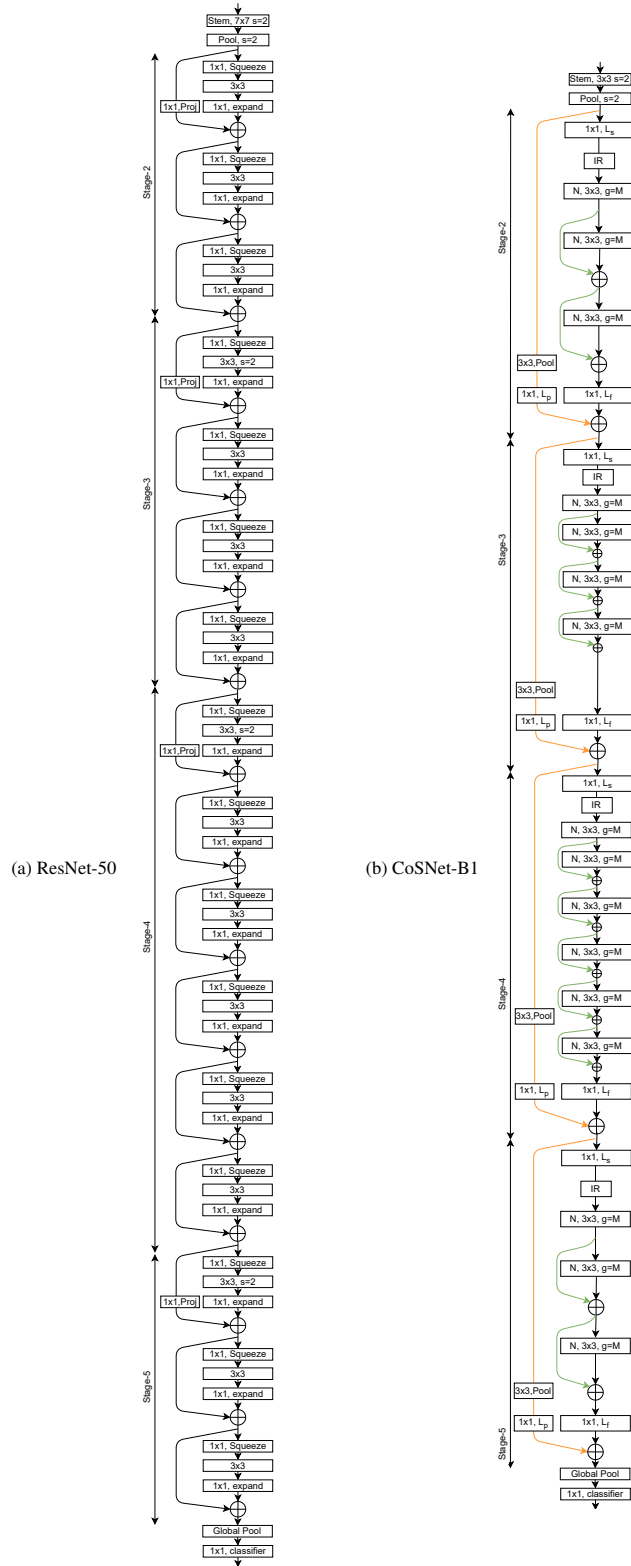 Stem, 7x7 s=2
Pool, s=2
Stage-2
1x1, Squeeze
3x3
1x1,Proj
1x1, expand
1x1, Squeeze
3x3
1x1, expand
1x1, Squeeze
3x3
1x1, expand
Stage-3
1x1, Squeeze
3x3, s=2
1x1,Proj
1x1, expand
1x1, Squeeze
3x3
1x1, expand
1x1, Squeeze
3x3
1x1, expand
1x1, Squeeze
3x3
1x1, expand
Stage-4
1x1, Squeeze
3x3, s=2
1x1,Proj
1x1, expand
1x1, Squeeze
3x3
1x1, expand
1x1, Squeeze
3x3
1x1, expand
1x1, Squeeze
3x3
1x1, expand
1x1, Squeeze
3x3
1x1, expand
1x1, Squeeze
3x3
1x1, expand
Stage-5
1x1, Squeeze
3x3, s=2
1x1,Proj
1x1, expand
1x1, Squeeze
3x3
1x1, expand
1x1, Squeeze
3x3
1x1, expand
Global Pool
1x1, classifier
(a) ResNet-50
Stem, 3x3 s=2
Pool, s=2
Stage-2
1x1, Ls
IR
N, 3x3, g=M
N, 3x3, g=M
N, 3x3, g=M
3x3,Pool
1x1, Lp
1x1, Lf
Stage-3
1x1, Ls
IR
N, 3x3, g=M
N, 3x3, g=M
N, 3x3, g=M
N, 3x3, g=M
3x3,Pool
1x1, Lp
1x1, Lf
Stage-4
1x1, Ls
IR
N, 3x3, g=M
N, 3x3, g=M
N, 3x3, g=M
N, 3x3, g=M
N, 3x3, g=M
N, 3x3, g=M
3x3,Pool
1x1, Lp
1x1, Lf
Stage-5
1x1, Ls
IR
N, 3x3, g=M
N, 3x3, g=M
N, 3x3, g=M
3x3,Pool
1x1, Lp
1x1, Lf
Global Pool
1x1, classifier
(b) CoSNet-B1